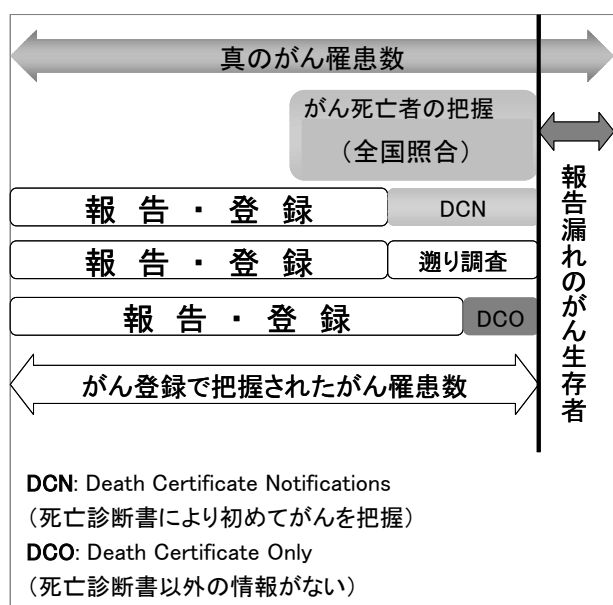 真のがん罹患数
がん死亡者の把握
（全国照合）
報告・登録 DCN
報告・登録 遡り調査
報告・登録 DCO
がん登録で把握されたがん罹患数
報告漏れのがん生存者
DCN: Death Certificate Notifications
（死亡診断書により初めてがんを把握）
DCO: Death Certificate Only
（死亡診断書以外の情報がない）